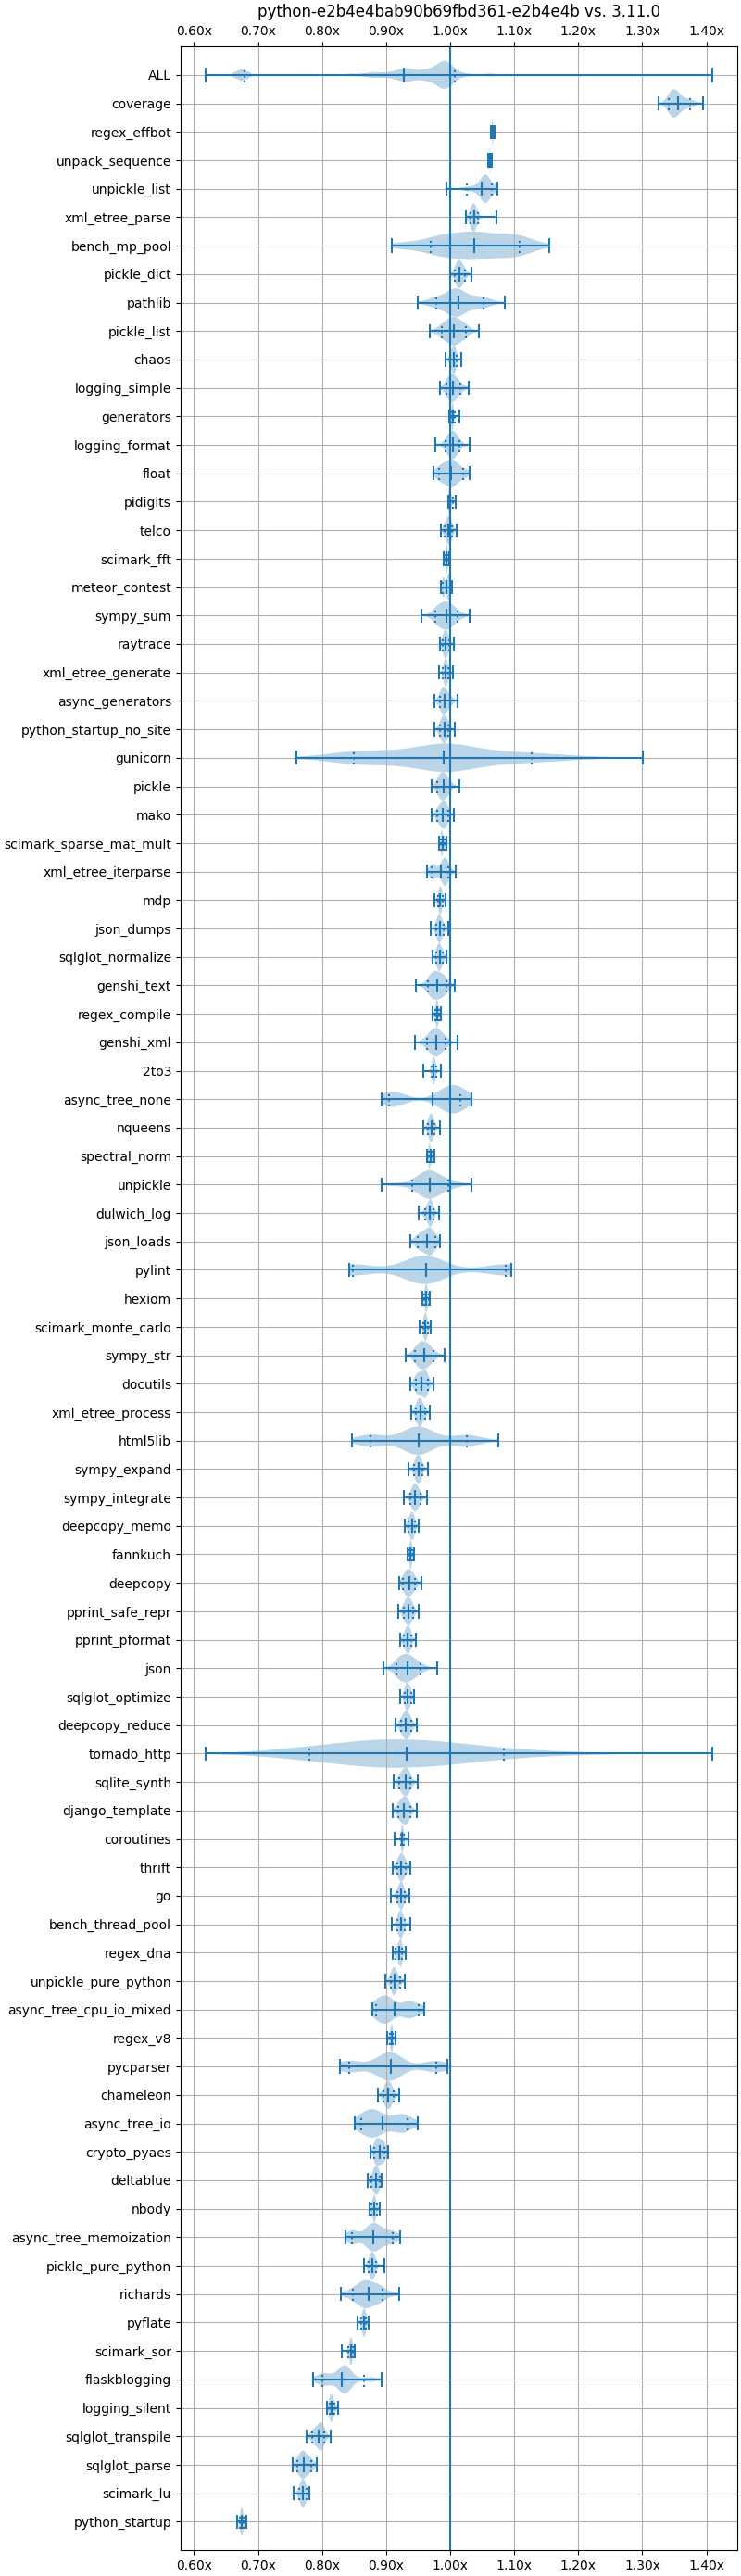 python-e2b4e4bab90b69fbd361-e2b4e4b vs. 3.11.0
0.60x 0.70x 0.80x 0.90x 1.00x 1.10x 1.20x 1.30x 1.40x
ALL
coverage
regex_effbot
unpack_sequence
unpickle_list
xml_etree_parse
bench_mp_pool
pickle_dict
pathlib
pickle_list
chaos
logging_simple
generators
logging_format
float
pidigits
telco
scimark_fft
meteor_contest
sympy_sum
raytrace
xml_etree_generate
async_generators
python_startup_no_site
gunicorn
pickle
mako
scimark_sparse_mat_mult
xml_etree_iterparse
mdp
json_dumps
sqlglot_normalize
genshi_text
regex_compile
genshi_xml
2to3
async_tree_none
nqueens
spectral_norm
unpickle
dulwich_log
json_loads
pylint
hexiom
scimark_monte_carlo
sympy_str
docutils
xml_etree_process
html5lib
sympy_expand
sympy_integrate
deepcopy_memo
fannkuch
deepcopy
pprint_safe_repr
pprint_pformat
json
sqlglot_optimize
deepcopy_reduce
tornado_http
sqlite_synth
django_template
coroutines
thrift
go
bench_thread_pool
regex_dna
unpickle_pure_python
async_tree_cpu_io_mixed
regex_v8
pycparser
chameleon
async_tree_io
crypto_pyaes
deltablue
nbody
async_tree_memoization
pickle_pure_python
richards
pyflate
scimark_sor
flaskblogging
logging_silent
sqlglot_transpile
sqlglot_parse
scimark_lu
python_startup
0.60x 0.70x 0.80x 0.90x 1.00x 1.10x 1.20x 1.30x 1.40x